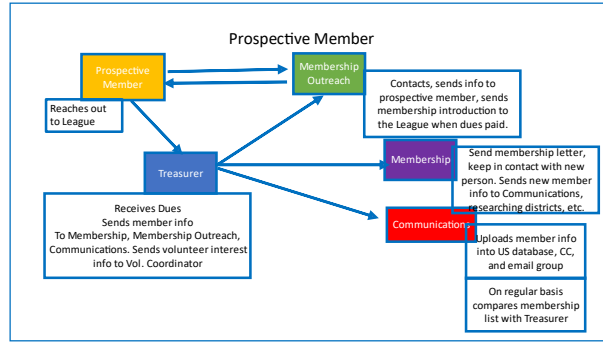 Prospective Member
Prospective
Member
Membership
Outreach
Reaches out
to League
Contacts, sends info to
prospective member, sends
membership introduction to
the League when dues paid.
Treasurer
Membership
Send membership letter,
keep in contact with new
person. Sends new member
info to Communications,
researching districts, etc.
Receives Dues
Sends member info
To Membership, Membership Outreach,
Communications. Sends volunteer interest
info to Vol. Coordinator
Communications
Uploads member info
into US database, CC,
and email group
On regular basis
compares membership
list with Treasurer